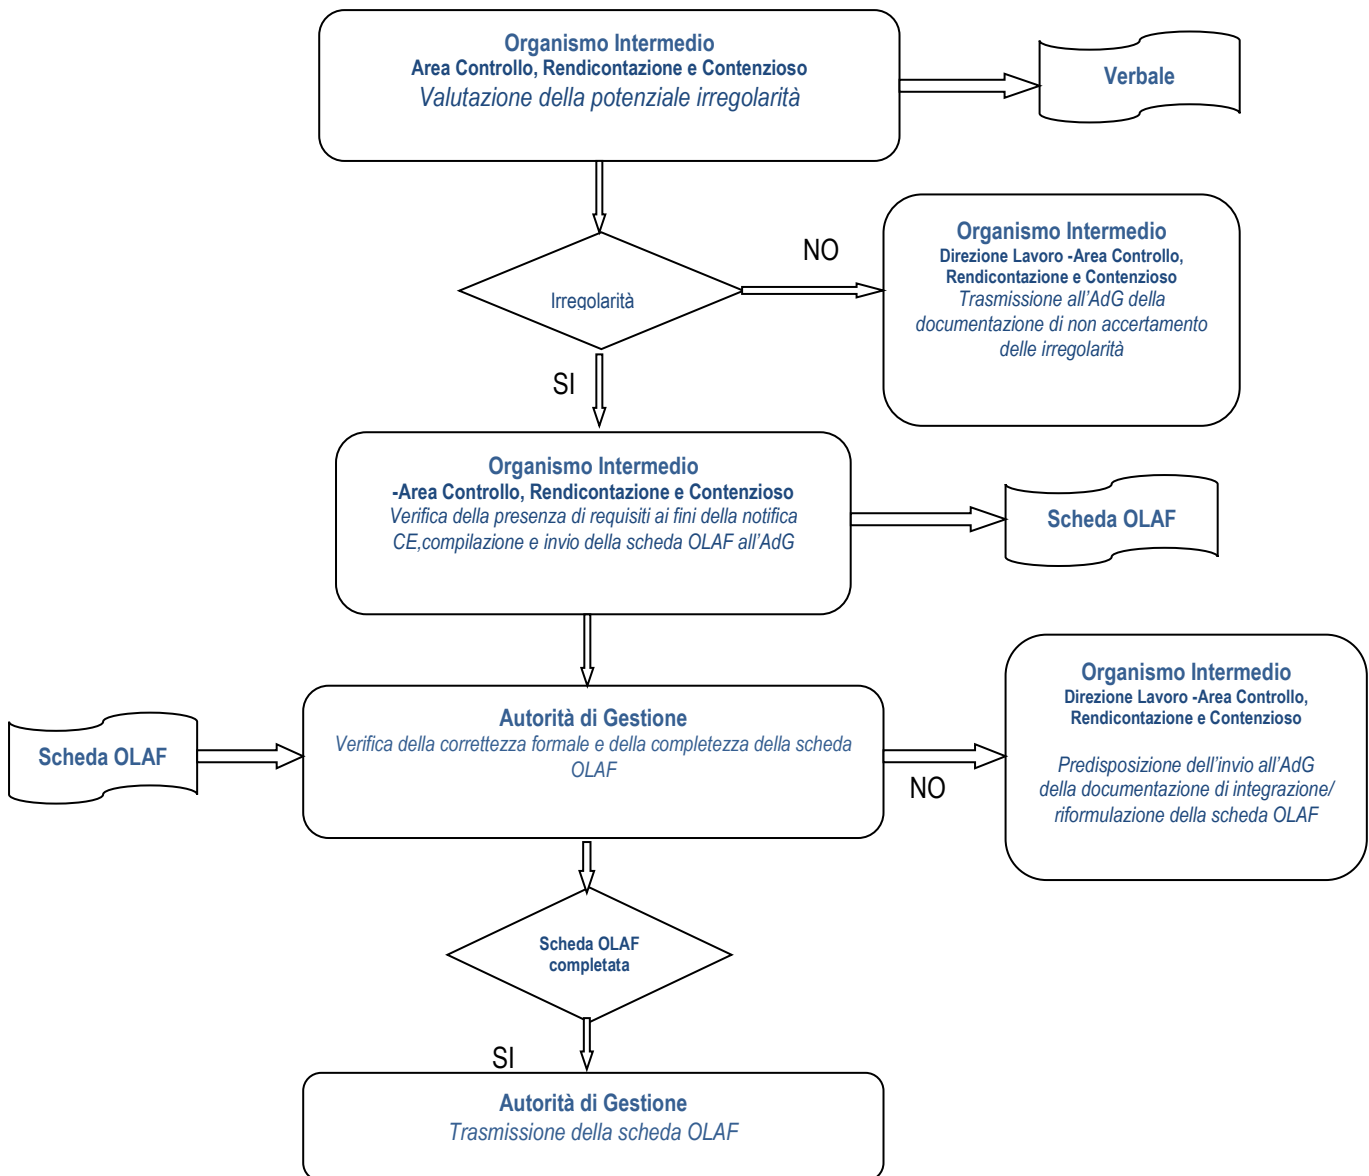 Organismo Intermedio
Area Controllo, Rendicontazione e Contenzioso
Valutazione della potenziale irregolarità
Verbale
Irregolarità
NO
Organismo Intermedio
Direzione Lavoro -Area Controllo,
Rendicontazione e Contenzioso
Trasmissione all'AdG della
documentazione di non accertamento
delle irregolarità
SI
Organismo Intermedio
-Area Controllo, Rendicontazione e Contenzioso
Verifica della presenza di requisiti ai fini della notifica
CE,compilazione e invio della scheda OLAF all'AdG
Scheda OLAF
Scheda OLAF
Autorità di Gestione
Verifica della correttezza formale e della completezza della scheda
OLAF
NO
Organismo Intermedio
Direzione Lavoro -Area Controllo,
Rendicontazione e Contenzioso
Predisposizione dell'invio all'AdG
della documentazione di integrazione/
riformulazione della scheda OLAF
Scheda OLAF
completata
SI
Autorità di Gestione
Trasmissione della scheda OLAF